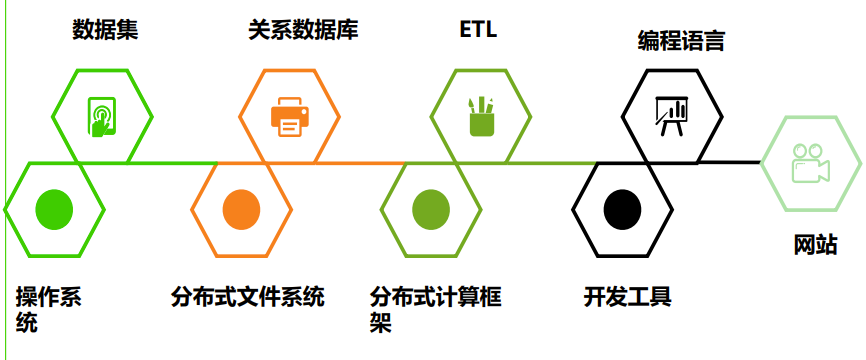 数据集
关系数据库
ETL
编程语言
网站
操作系
统
分布式文件系统
分布式计算框
架
开发工具